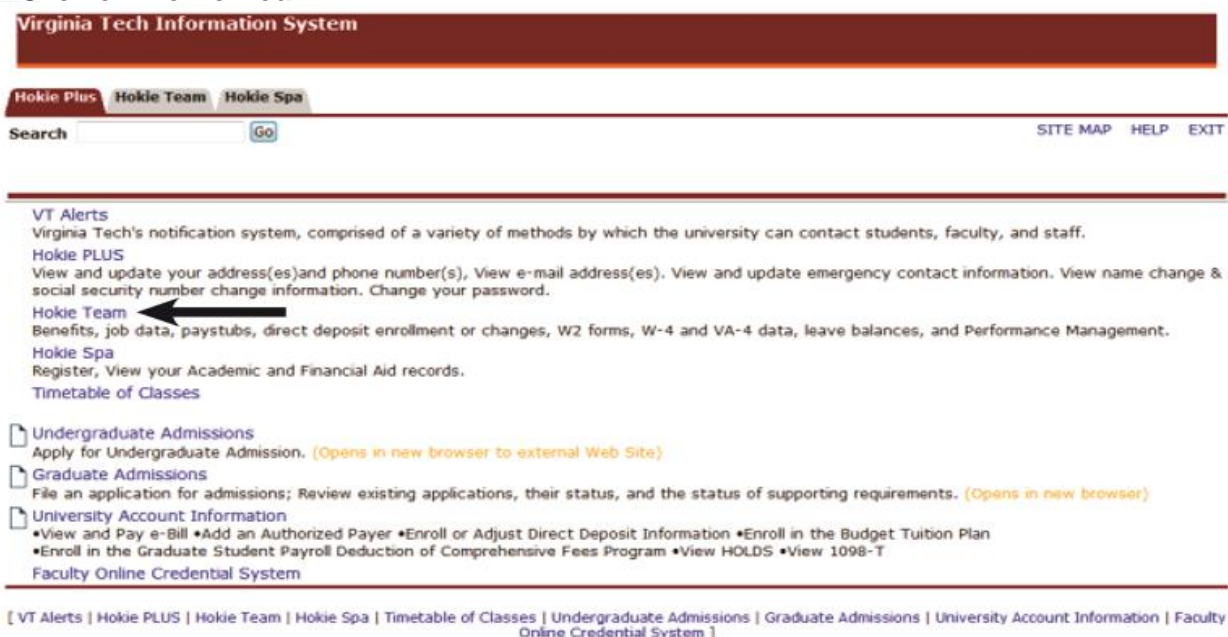 Virginia Tech Information System
Hokie Plus Hokie Team Hokie Spa
Search Go SITE MAP HELP EXIT
VT Alerts
Virginia Tech's notification system, comprised of a variety of methods by which the university can contact students, faculty, and staff.
Hokie PLUS
View and update your address(es)and phone number(s), View e-mail address(es). View and update emergency contact information. View name change &
social security number change information. Change your password.
Hokie Team
Benefits, job data, paystubs, direct deposit enrollment or changes, W2 forms, W-4 and VA-4 data, leave balances, and Performance Management.
Hokie Spa
Register, View your Academic and Financial Aid records.
Timetable of Classes
Undergraduate Admissions
Apply for Undergraduate Admission. (Opens in new browser to external Web Site)
Graduate Admissions
File an application for admissions; Review existing applications, their status, and the status of supporting requirements. (Opens in new browser)
University Account Information
•View and Pay e-Bill •Add an Authorized Payer •Enroll or Adjust Direct Deposit Information •Enroll in the Budget Tuition Plan
•Enroll in the Graduate Student Payroll Deduction of Comprehensive Fees Program •View HOLDS •View 1098-T
Faculty Online Credential System
[ VT Alerts | Hokie PLUS | Hokie Team | Hokie Spa | Timetable of Classes | Undergraduate Admissions | Graduate Admissions | University Account Information | Faculty
Online Credential System ]